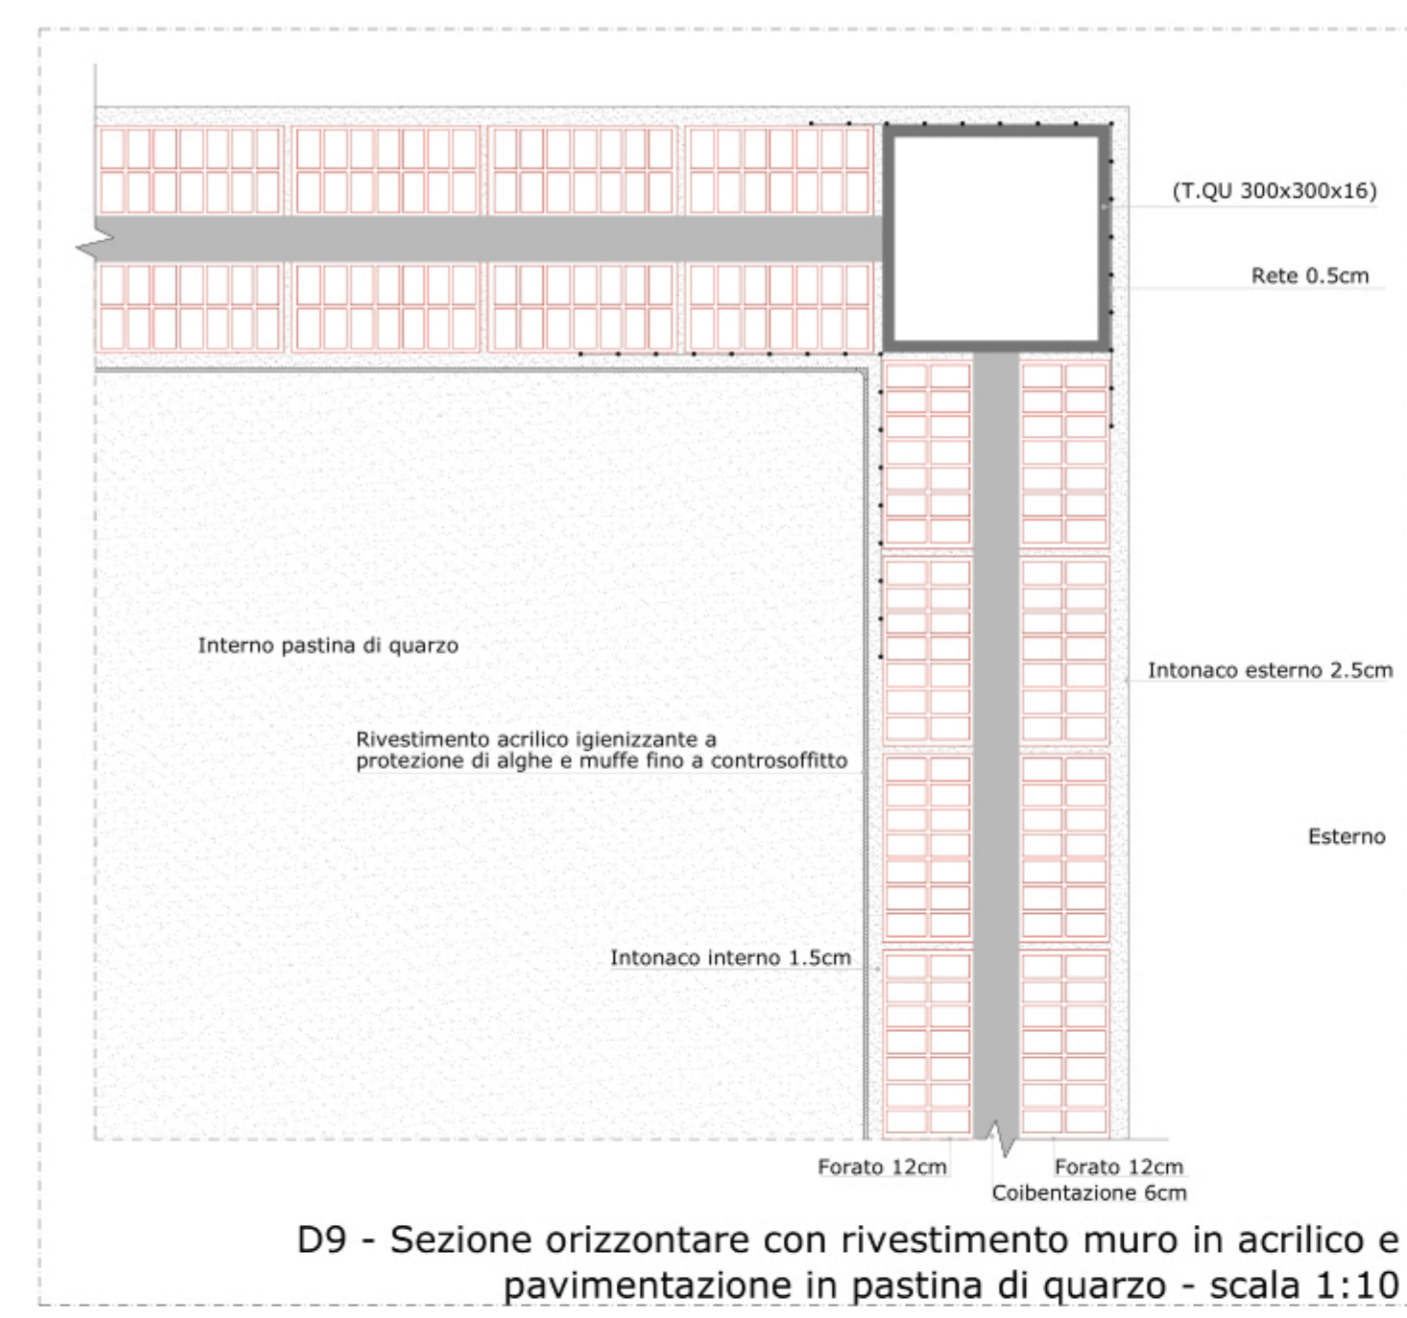 (T.QU 300x300x16)
Rete 0.5cm
Interno pastina di quarzo
Intonaco esterno 2.5cm
Rivestimento acrilico igienizzante a
protezione di alghe e muffe fino a controsoffitto
Esterno
Intonaco interno 1.5cm
Forato 12cm
Forato 12cm
Coibentazione 6cm
D9 - Sezione orizzontare con rivestimento muro in acrilico e
pavimentazione in pastina di quarzo - scala 1:10